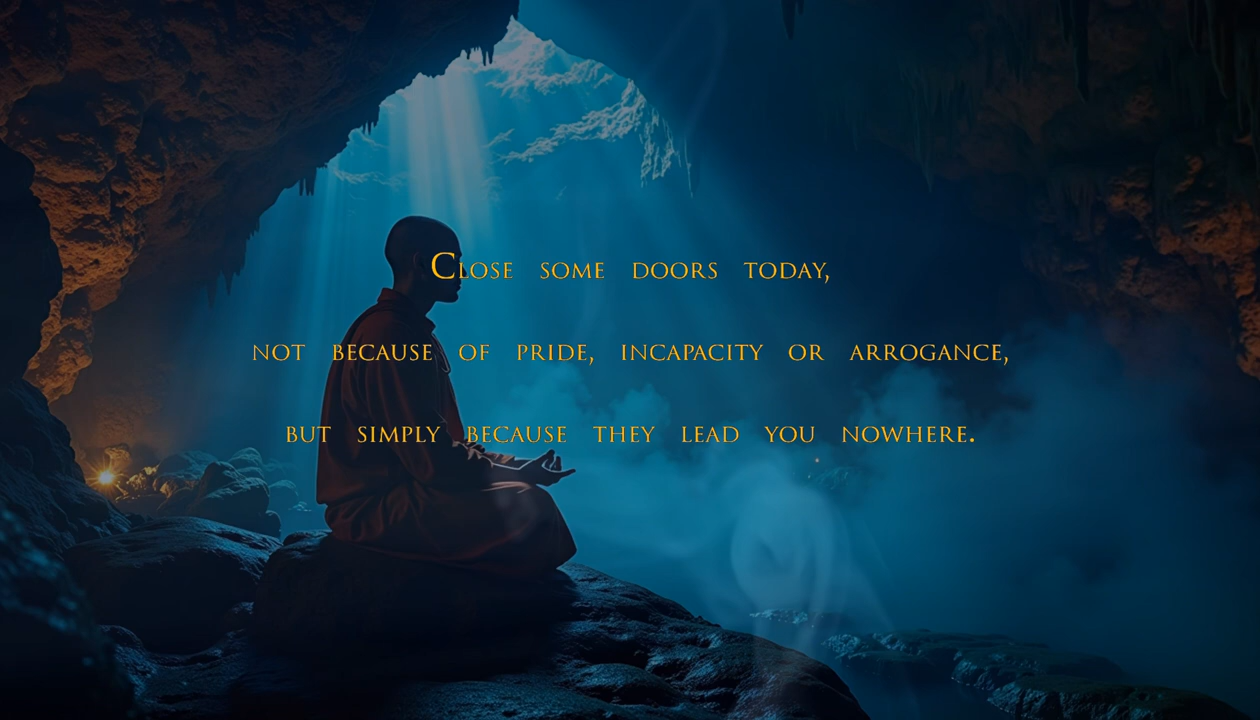 Close some doors today,
not because of pride, incapacity or arrogance,
but simply because they lead you nowhere.